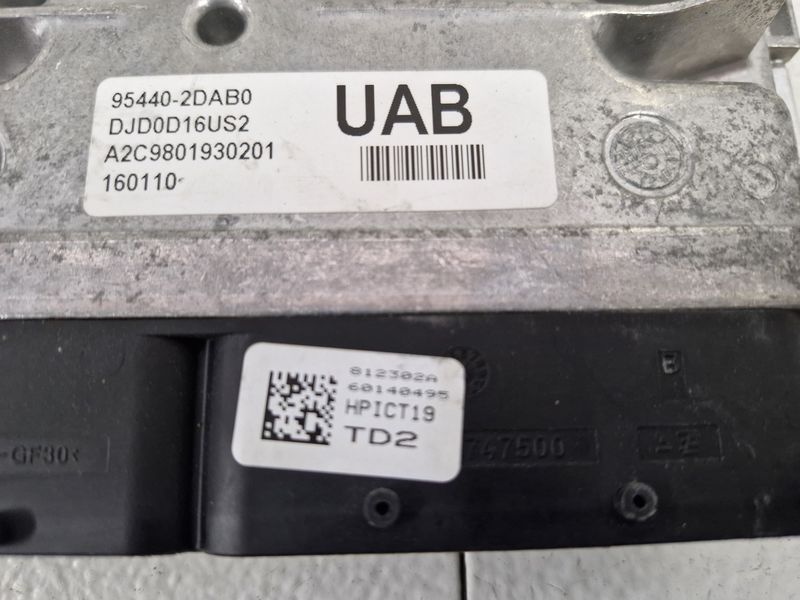 95440-2DAB0
DJD0D16US2
A2C9801930201
160110
UAB
812302A
60140495
HPICT19
TD2
-GF30<
747500
B